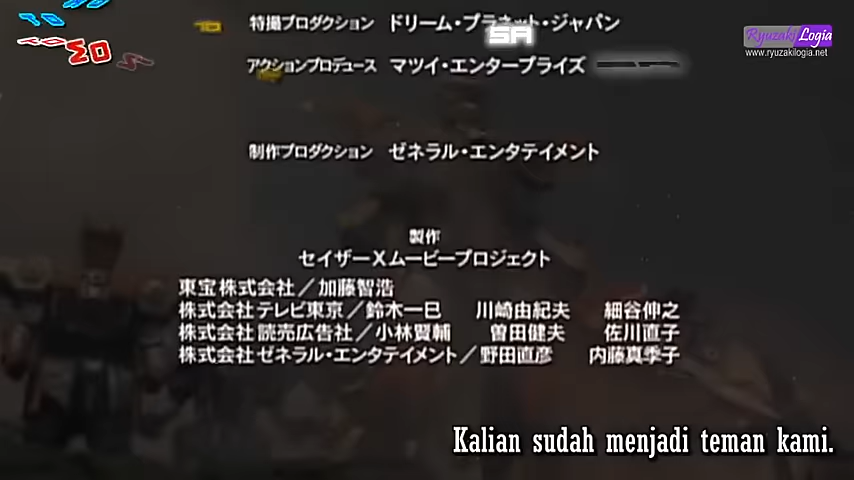 特撮プロダクション ドリーム・プラネット・ジャパン
アクションプロデュース マツイ・エンタープライズ
制作プロダクション ゼネラル・エンタテイメント
製作
セイザーXムービープロジェクト
東宝株式会社／加藤智浩
株式会社テレビ東京／鈴木一巳 川崎由紀夫 細谷伸之
株式会社 読売広告社／小林賢輔 曽田健夫 佐川直子
株式会社ゼネラル・エンタテイメント／野田直彦 内藤真季子
Kalian sudah menjadi teman kami.
Ryuzaki Logia
www.ryuzakilogia.net
SA